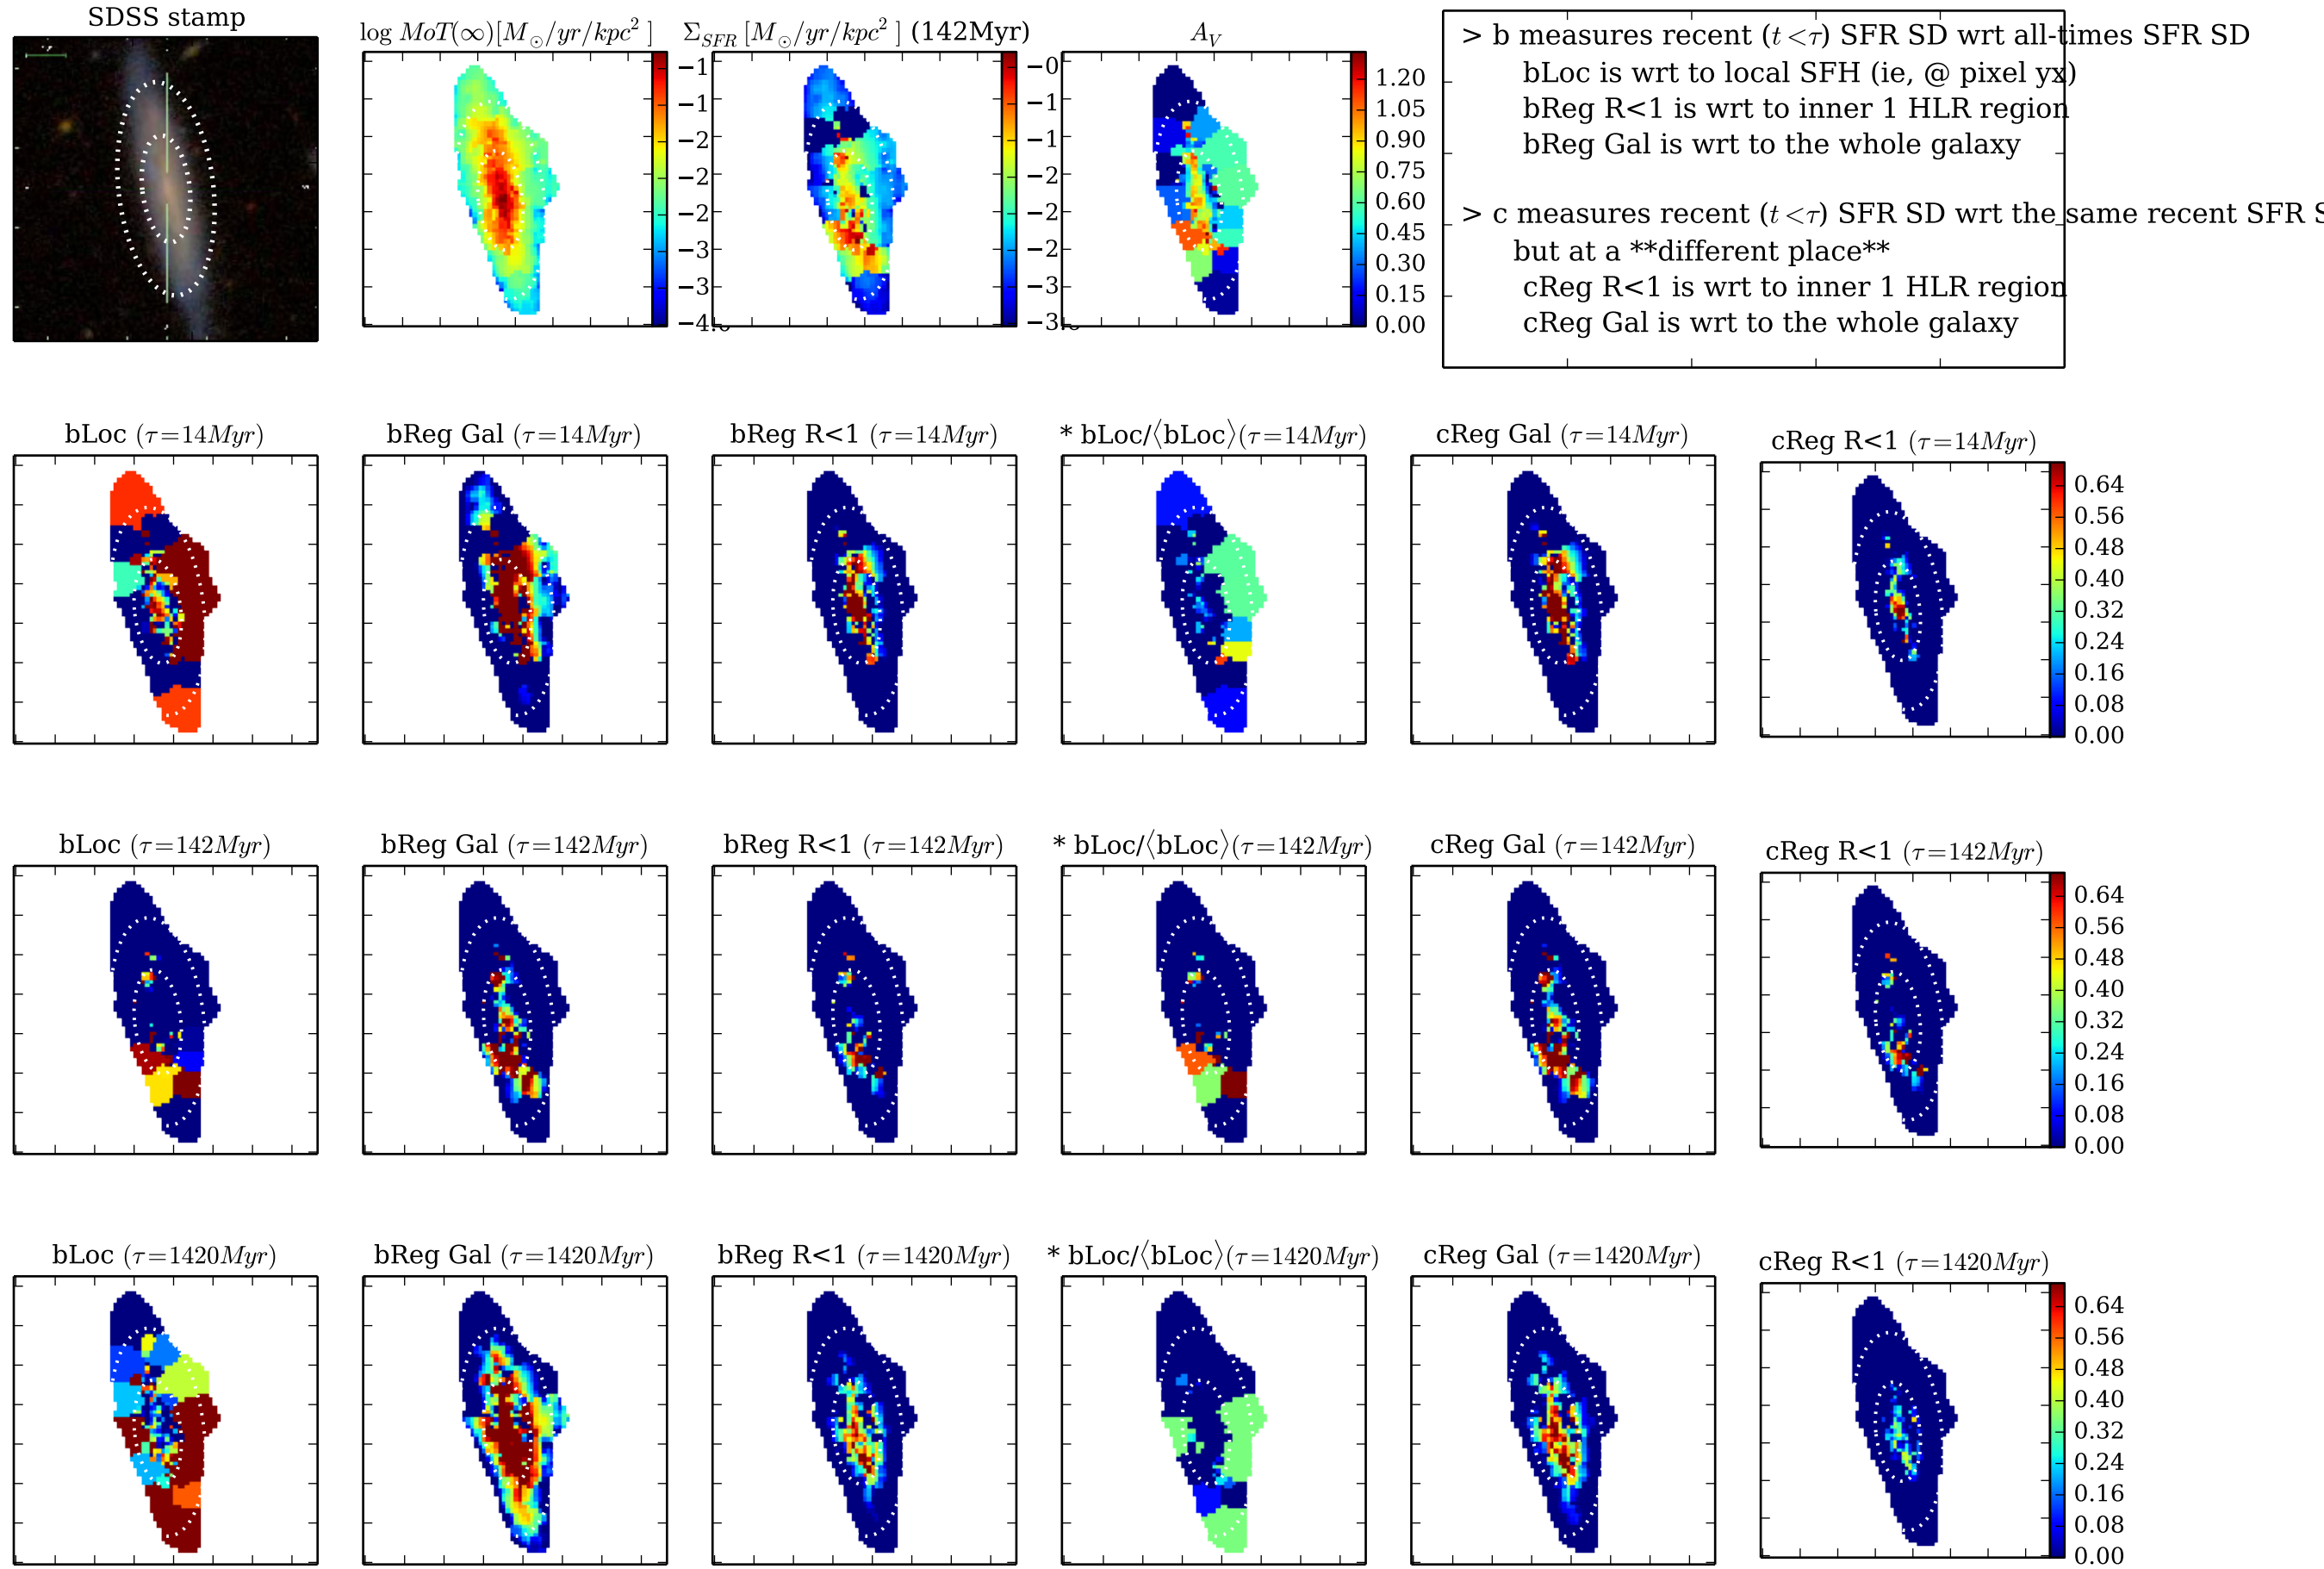 SDSS stamp
log MoT(∞)[M⊙/yr/kpc² ]
Σ_SFR [M⊙/yr/kpc² ] (142Myr)
A_V
−1
−1
−2
−2
−2
−3
−3
−4.0
−0
−1
−1
−2
−2
−2
−3
1.20
1.05
0.90
0.75
0.60
0.45
0.30
0.15
0.00
> b measures recent (t <τ) SFR SD wrt all-times SFR SD
bLoc is wrt to local SFH (ie, @ pixel yx)
bReg R<1 is wrt to inner 1 HLR region
bReg Gal is wrt to the whole galaxy
> c measures recent (t <τ) SFR SD wrt the same recent SFR S
but at a **different place**
cReg R<1 is wrt to inner 1 HLR region
cReg Gal is wrt to the whole galaxy
bLoc (τ=14Myr)
bReg Gal (τ=14Myr)
bReg R<1 (τ=14Myr)
* bLoc/⟨bLoc⟩(τ=14Myr)
cReg Gal (τ=14Myr)
cReg R<1 (τ=14Myr)
0.64
0.56
0.48
0.40
0.32
0.24
0.16
0.08
0.00
bLoc (τ=142Myr)
bReg Gal (τ=142Myr)
bReg R<1 (τ=142Myr)
* bLoc/⟨bLoc⟩(τ=142Myr)
cReg Gal (τ=142Myr)
cReg R<1 (τ=142Myr)
0.64
0.56
0.48
0.40
0.32
0.24
0.16
0.08
0.00
bLoc (τ=1420Myr)
bReg Gal (τ=1420Myr)
bReg R<1 (τ=1420Myr)
* bLoc/⟨bLoc⟩(τ=1420Myr)
cReg Gal (τ=1420Myr)
cReg R<1 (τ=1420Myr)
0.64
0.56
0.48
0.40
0.32
0.24
0.16
0.08
0.00